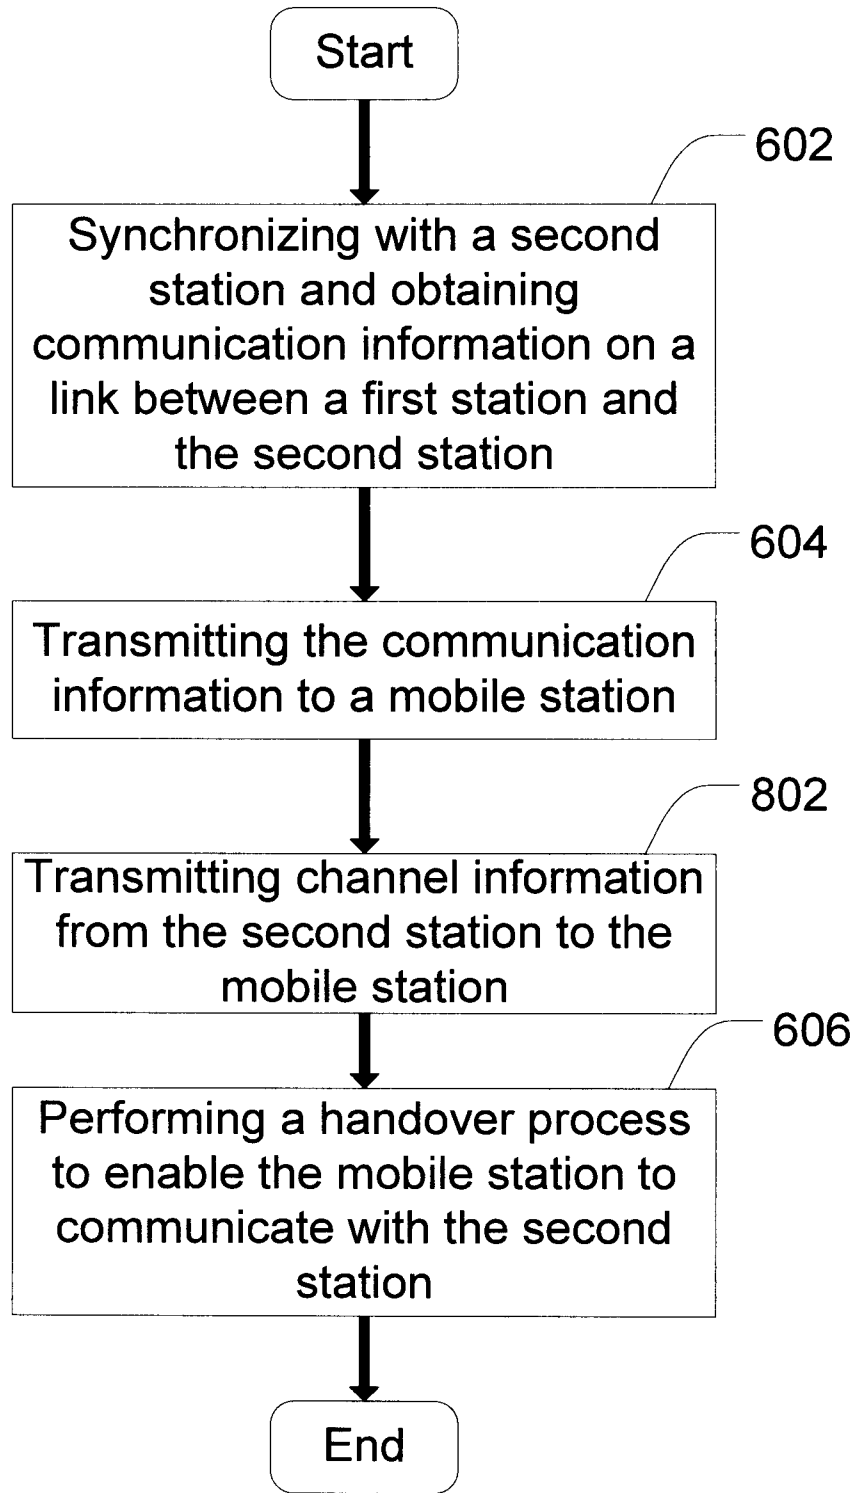 Start
602
Synchronizing with a second
station and obtaining
communication information on a
link between a first station and
the second station
604
Transmitting the communication
information to a mobile station
802
Transmitting channel information
from the second station to the
mobile station
606
Performing a handover process
to enable the mobile station to
communicate with the second
station
End